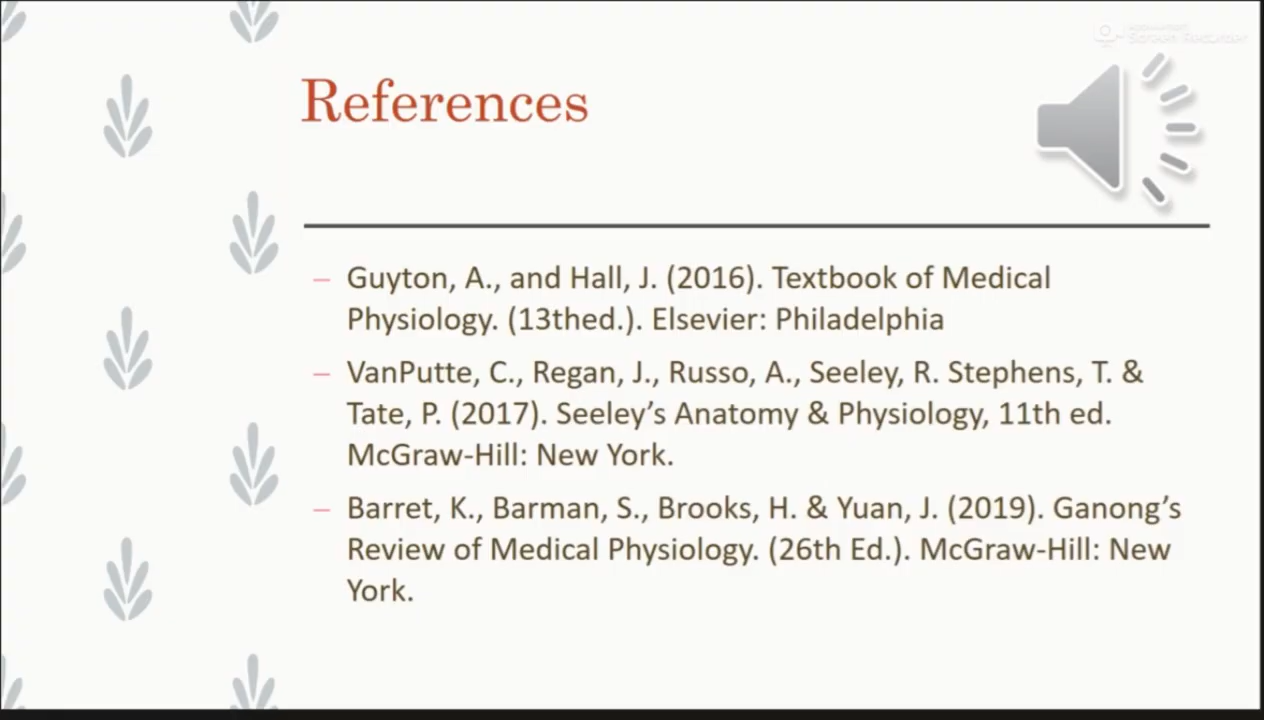 Screen Recorder
References
– Guyton, A., and Hall, J. (2016). Textbook of Medical
Physiology. (13thed.). Elsevier: Philadelphia
– VanPutte, C., Regan, J., Russo, A., Seeley, R. Stephens, T. &
Tate, P. (2017). Seeley’s Anatomy & Physiology, 11th ed.
McGraw-Hill: New York.
– Barret, K., Barman, S., Brooks, H. & Yuan, J. (2019). Ganong’s
Review of Medical Physiology. (26th Ed.). McGraw-Hill: New
York.